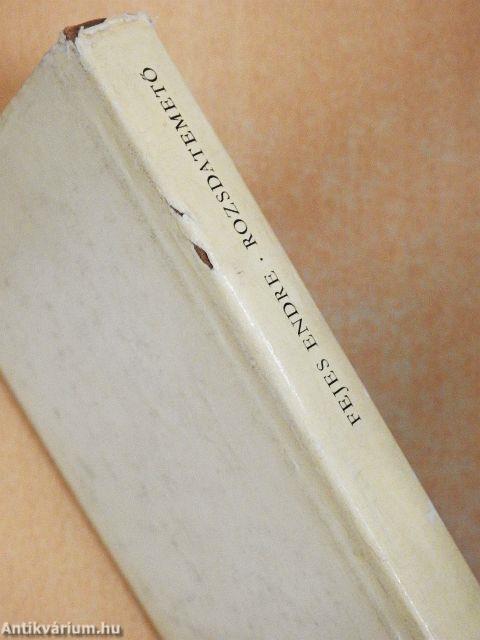 FEJES ENDRE · ROZSDATEMETŐ
Antikvárium.hu